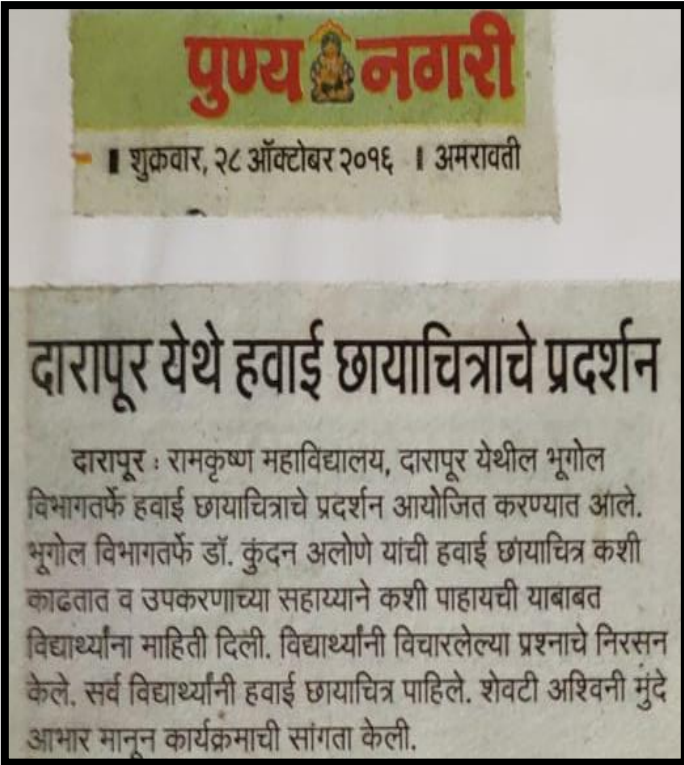 पुण्य नगरी
शुक्रवार, २८ ऑक्टोबर २०१६ । अमरावती
दारापूर येथे हवाई छायाचित्राचे प्रदर्शन
दारापूर : रामकृष्ण महाविद्यालय, दारापूर येथील भूगोल
विभागतर्फे हवाई छायाचित्राचे प्रदर्शन आयोजित करण्यात आले.
भूगोल विभागतर्फे डॉ. कुंदन अलोणे यांची हवाई छायाचित्र कशी
काढतात व उपकरणाच्या सहाय्याने कशी पाहायची याबाबत
विद्यार्थ्यांना माहिती दिली. विद्यार्थ्यांनी विचारलेल्या प्रश्नाचे निरसन
केले. सर्व विद्यार्थ्यांनी हवाई छायाचित्र पाहिले. शेवटी अश्विनी मुंदे
आभार मानून कार्यक्रमाची सांगता केली.